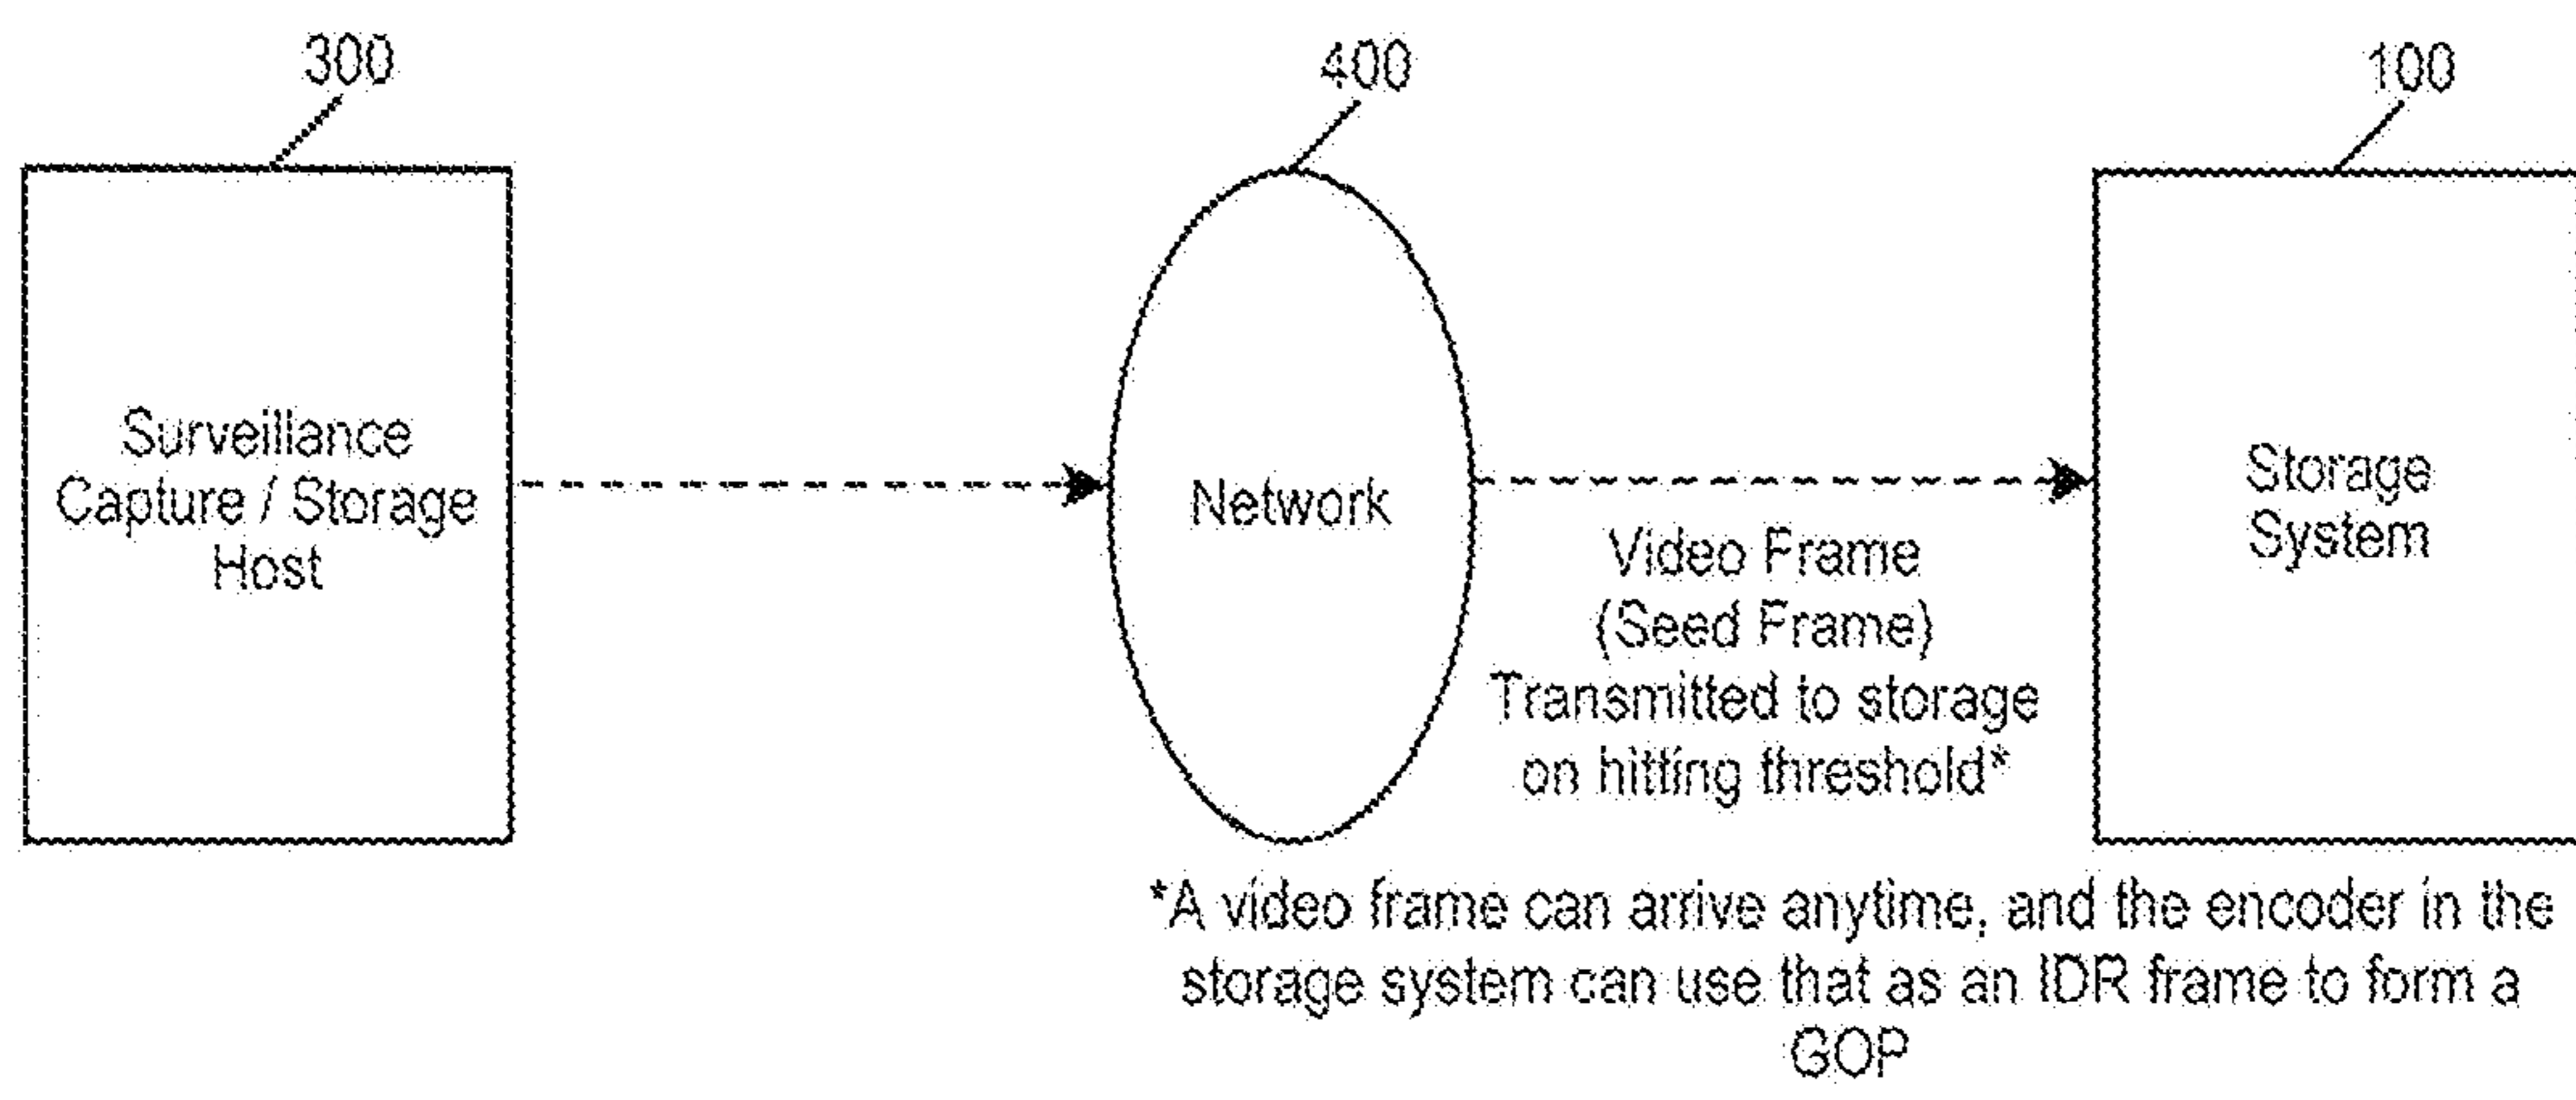 300
400
100
Surveillance
Capture / Storage
Host
Network
Video Frame
(Seed Frame)
Transmitted to storage
on hitting threshold*
Storage
System
*A video frame can arrive anytime, and the encoder in the
storage system can use that as an IDR frame to form a
GOP